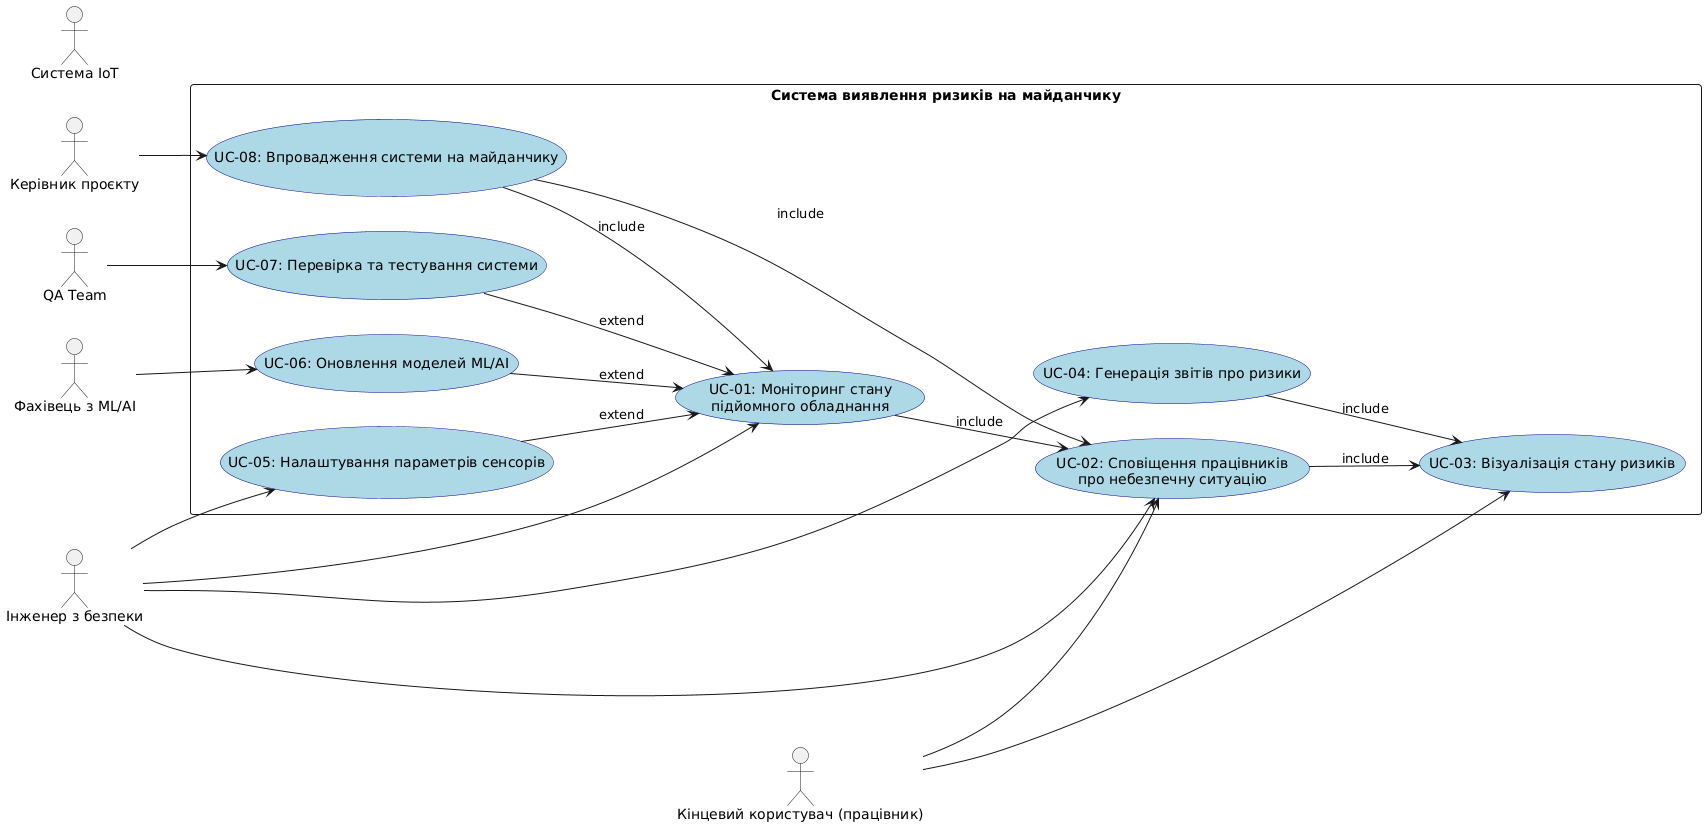 Система IoT
Система виявлення ризиків на майданчику
Керівник проєкту
UC-08: Впровадження системи на майданчику
include
include
QA Team
UC-07: Перевірка та тестування системи
extend
Фахівець з ML/AI
UC-06: Оновлення моделей ML/AI
extend
UC-01: Моніторинг стану
підйомного обладнання
UC-04: Генерація звітів про ризики
include
extend
include
UC-05: Налаштування параметрів сенсорів
UC-02: Сповіщення працівників
про небезпечну ситуацію
include
UC-03: Візуалізація стану ризиків
Інженер з безпеки
Кінцевий користувач (працівник)